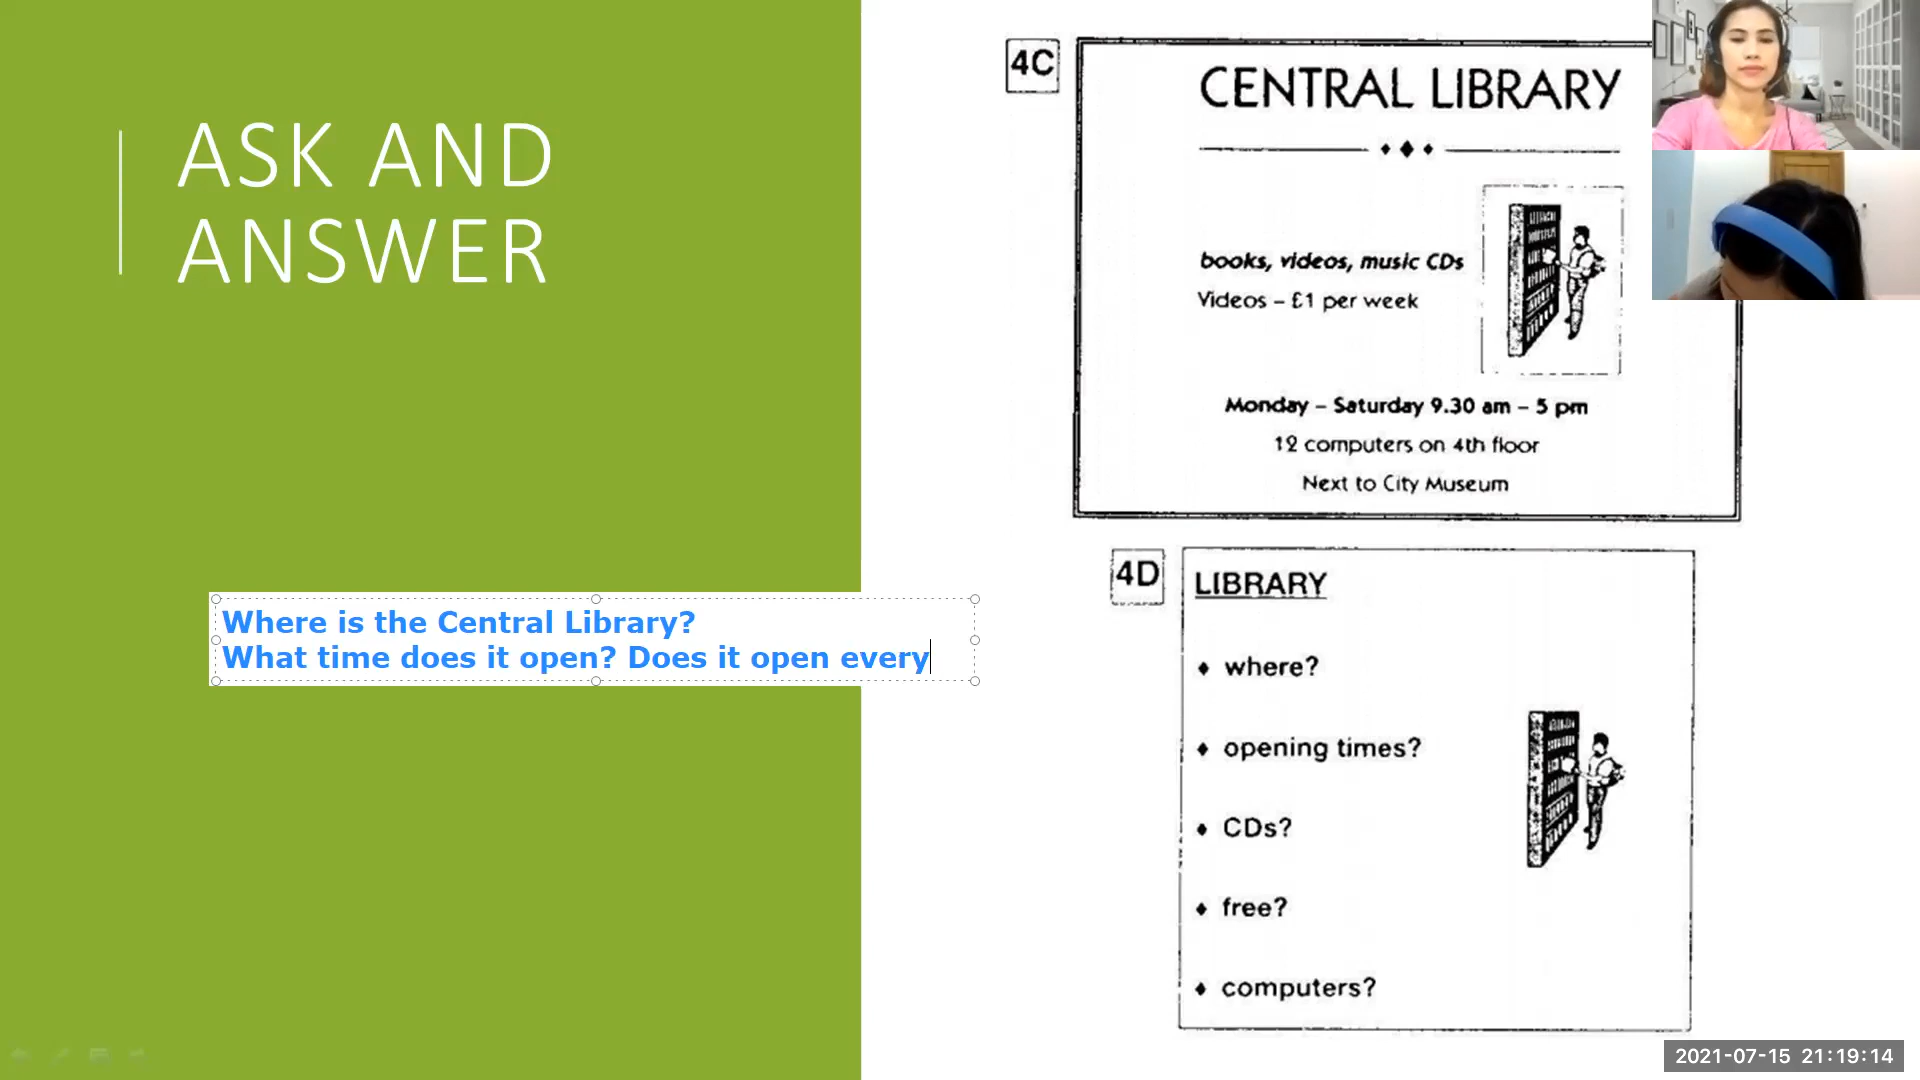 ASK AND
ANSWER
Where is the Central Library?
What time does it open? Does it open every
4C
CENTRAL LIBRARY
books, videos, music CDs
Videos – £1 per week
Monday – Saturday 9.30 am – 5 pm
12 computers on 4th floor
Next to City Museum
4D
LIBRARY
♦ where?
♦ opening times?
♦ CDs?
♦ free?
♦ computers?
2021-07-15 21:19:14